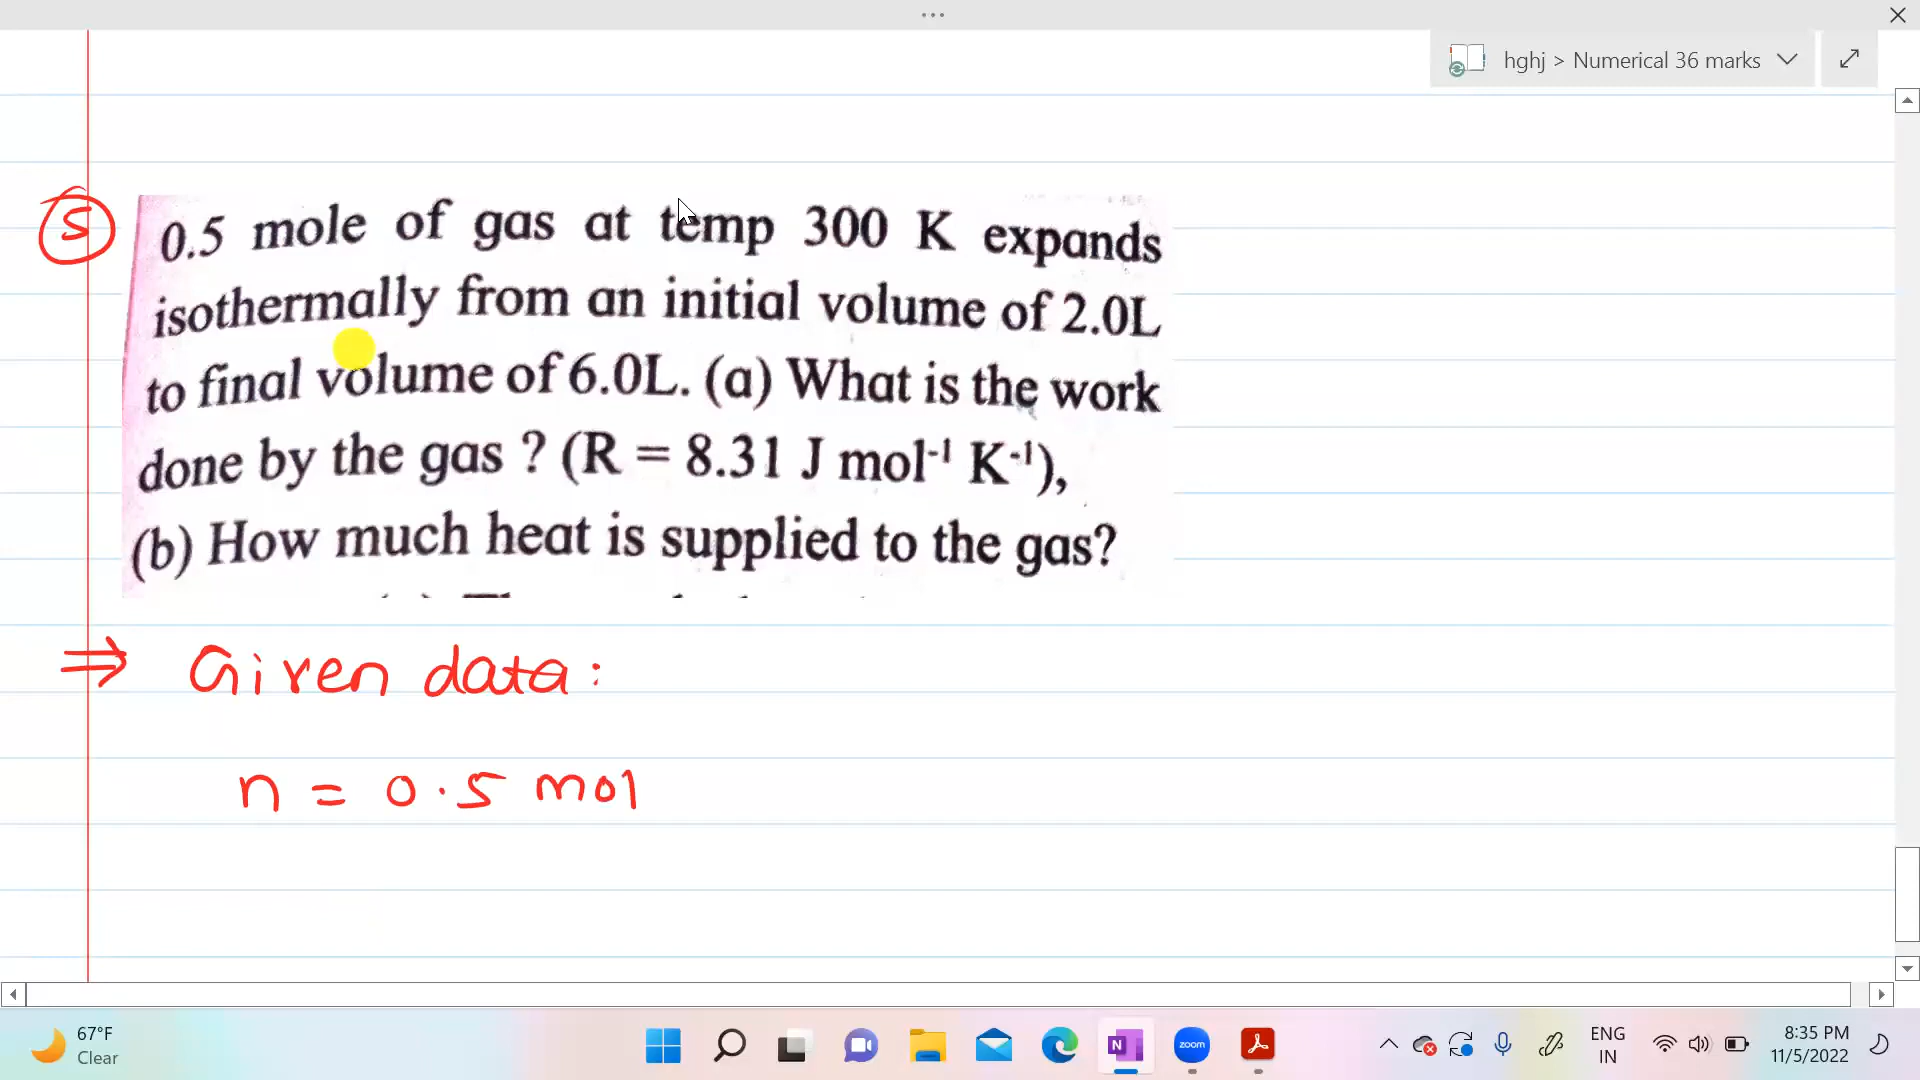 hghj > Numerical 36 marks
5
0.5 mole of gas at temp 300 K expands
isothermally from an initial volume of 2.0L
to final volume of 6.0L. (a) What is the work
done by the gas ? (R = 8.31 J mol⁻¹ K⁻¹),
(b) How much heat is supplied to the gas?
⇒ Given data:
n = 0.5 mol
67°F
Clear
N
zoom
ENG
IN
8:35 PM
11/5/2022